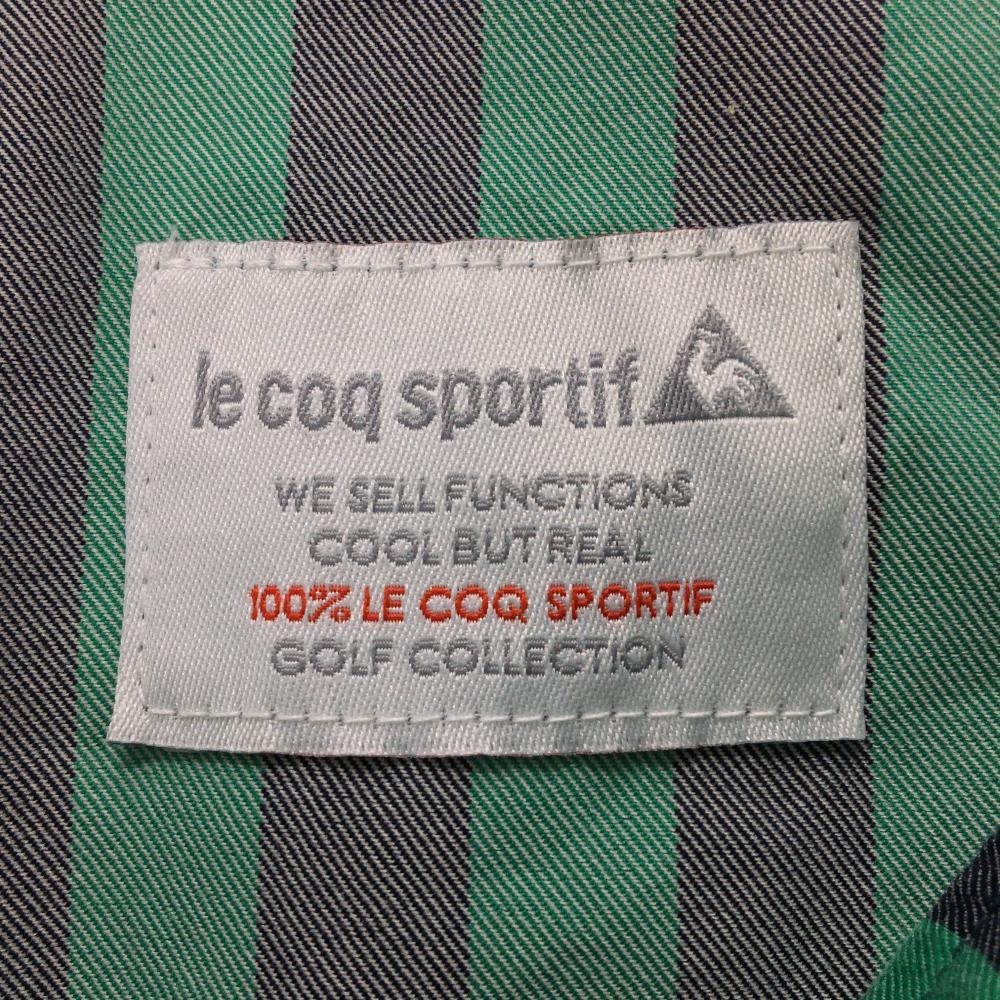 le coq sportif
WE SELL FUNCTIONS
COOL BUT REAL
100% LE COQ SPORTIF
GOLF COLLECTION